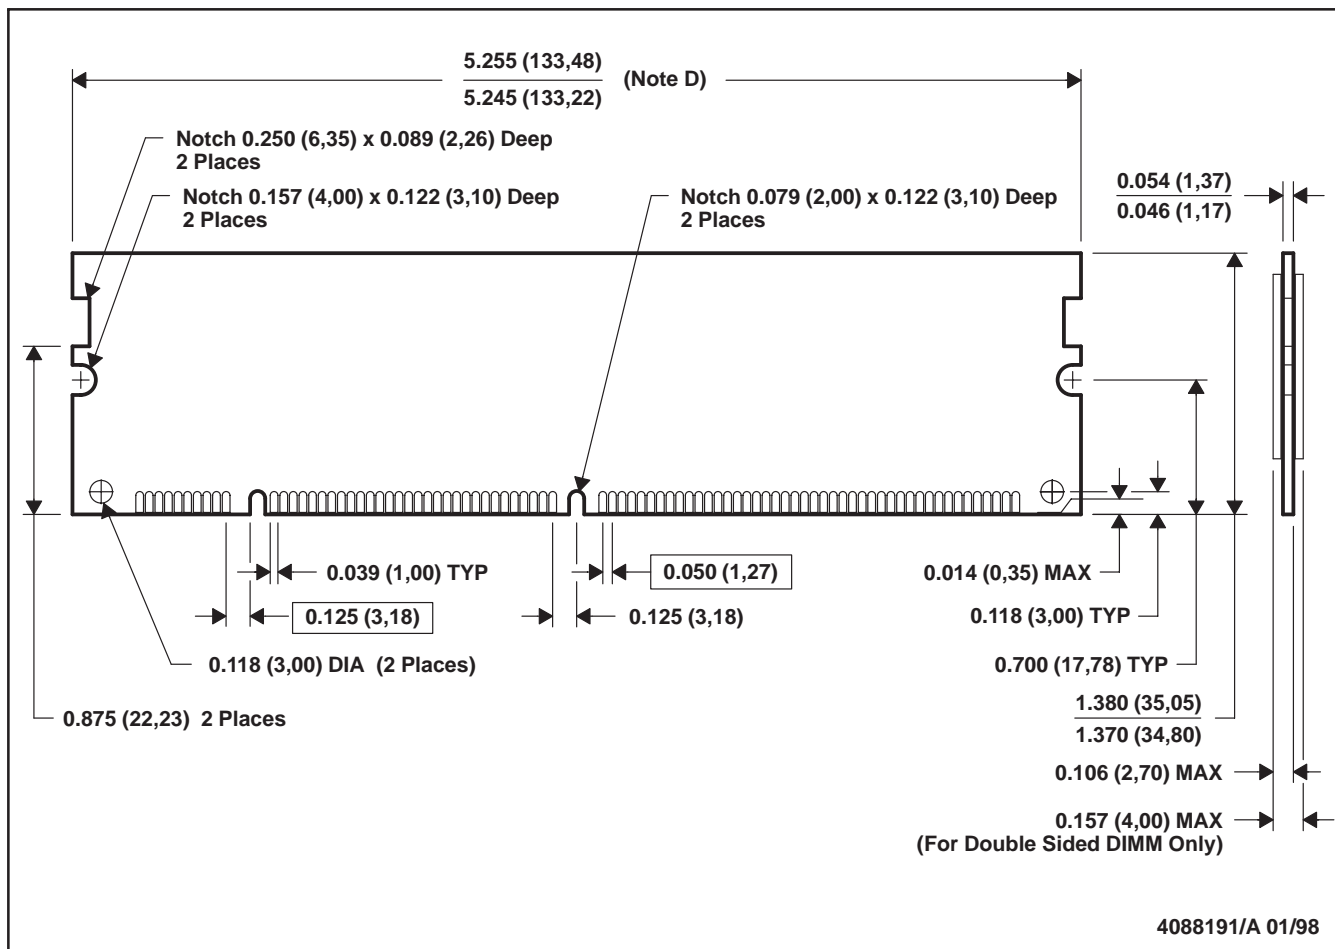 5.255 (133,48)
5.245 (133,22)
(Note D)
Notch 0.250 (6,35) x 0.089 (2,26) Deep
2 Places
Notch 0.157 (4,00) x 0.122 (3,10) Deep
2 Places
Notch 0.079 (2,00) x 0.122 (3,10) Deep
2 Places
0.054 (1,37)
0.046 (1,17)
0.039 (1,00) TYP
0.050 (1,27)
0.014 (0,35) MAX
0.125 (3,18)
0.125 (3,18)
0.118 (3,00) TYP
0.118 (3,00) DIA (2 Places)
0.700 (17,78) TYP
0.875 (22,23) 2 Places
1.380 (35,05)
1.370 (34,80)
0.106 (2,70) MAX
0.157 (4,00) MAX
(For Double Sided DIMM Only)
4088191/A 01/98